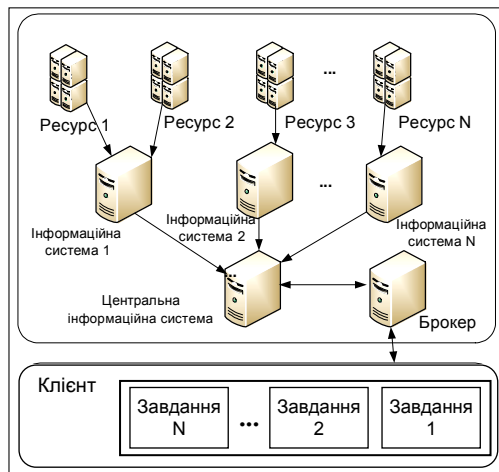 ...
Ресурс 1
Ресурс 2
Ресурс 3
Ресурс N
...
Інформаційна
система 1
Інформаційна
система 2
Інформаційна
система N
...
Центральна
інформаційна система
Брокер
Клієнт
Завдання
N
...
Завдання
2
Завдання
1